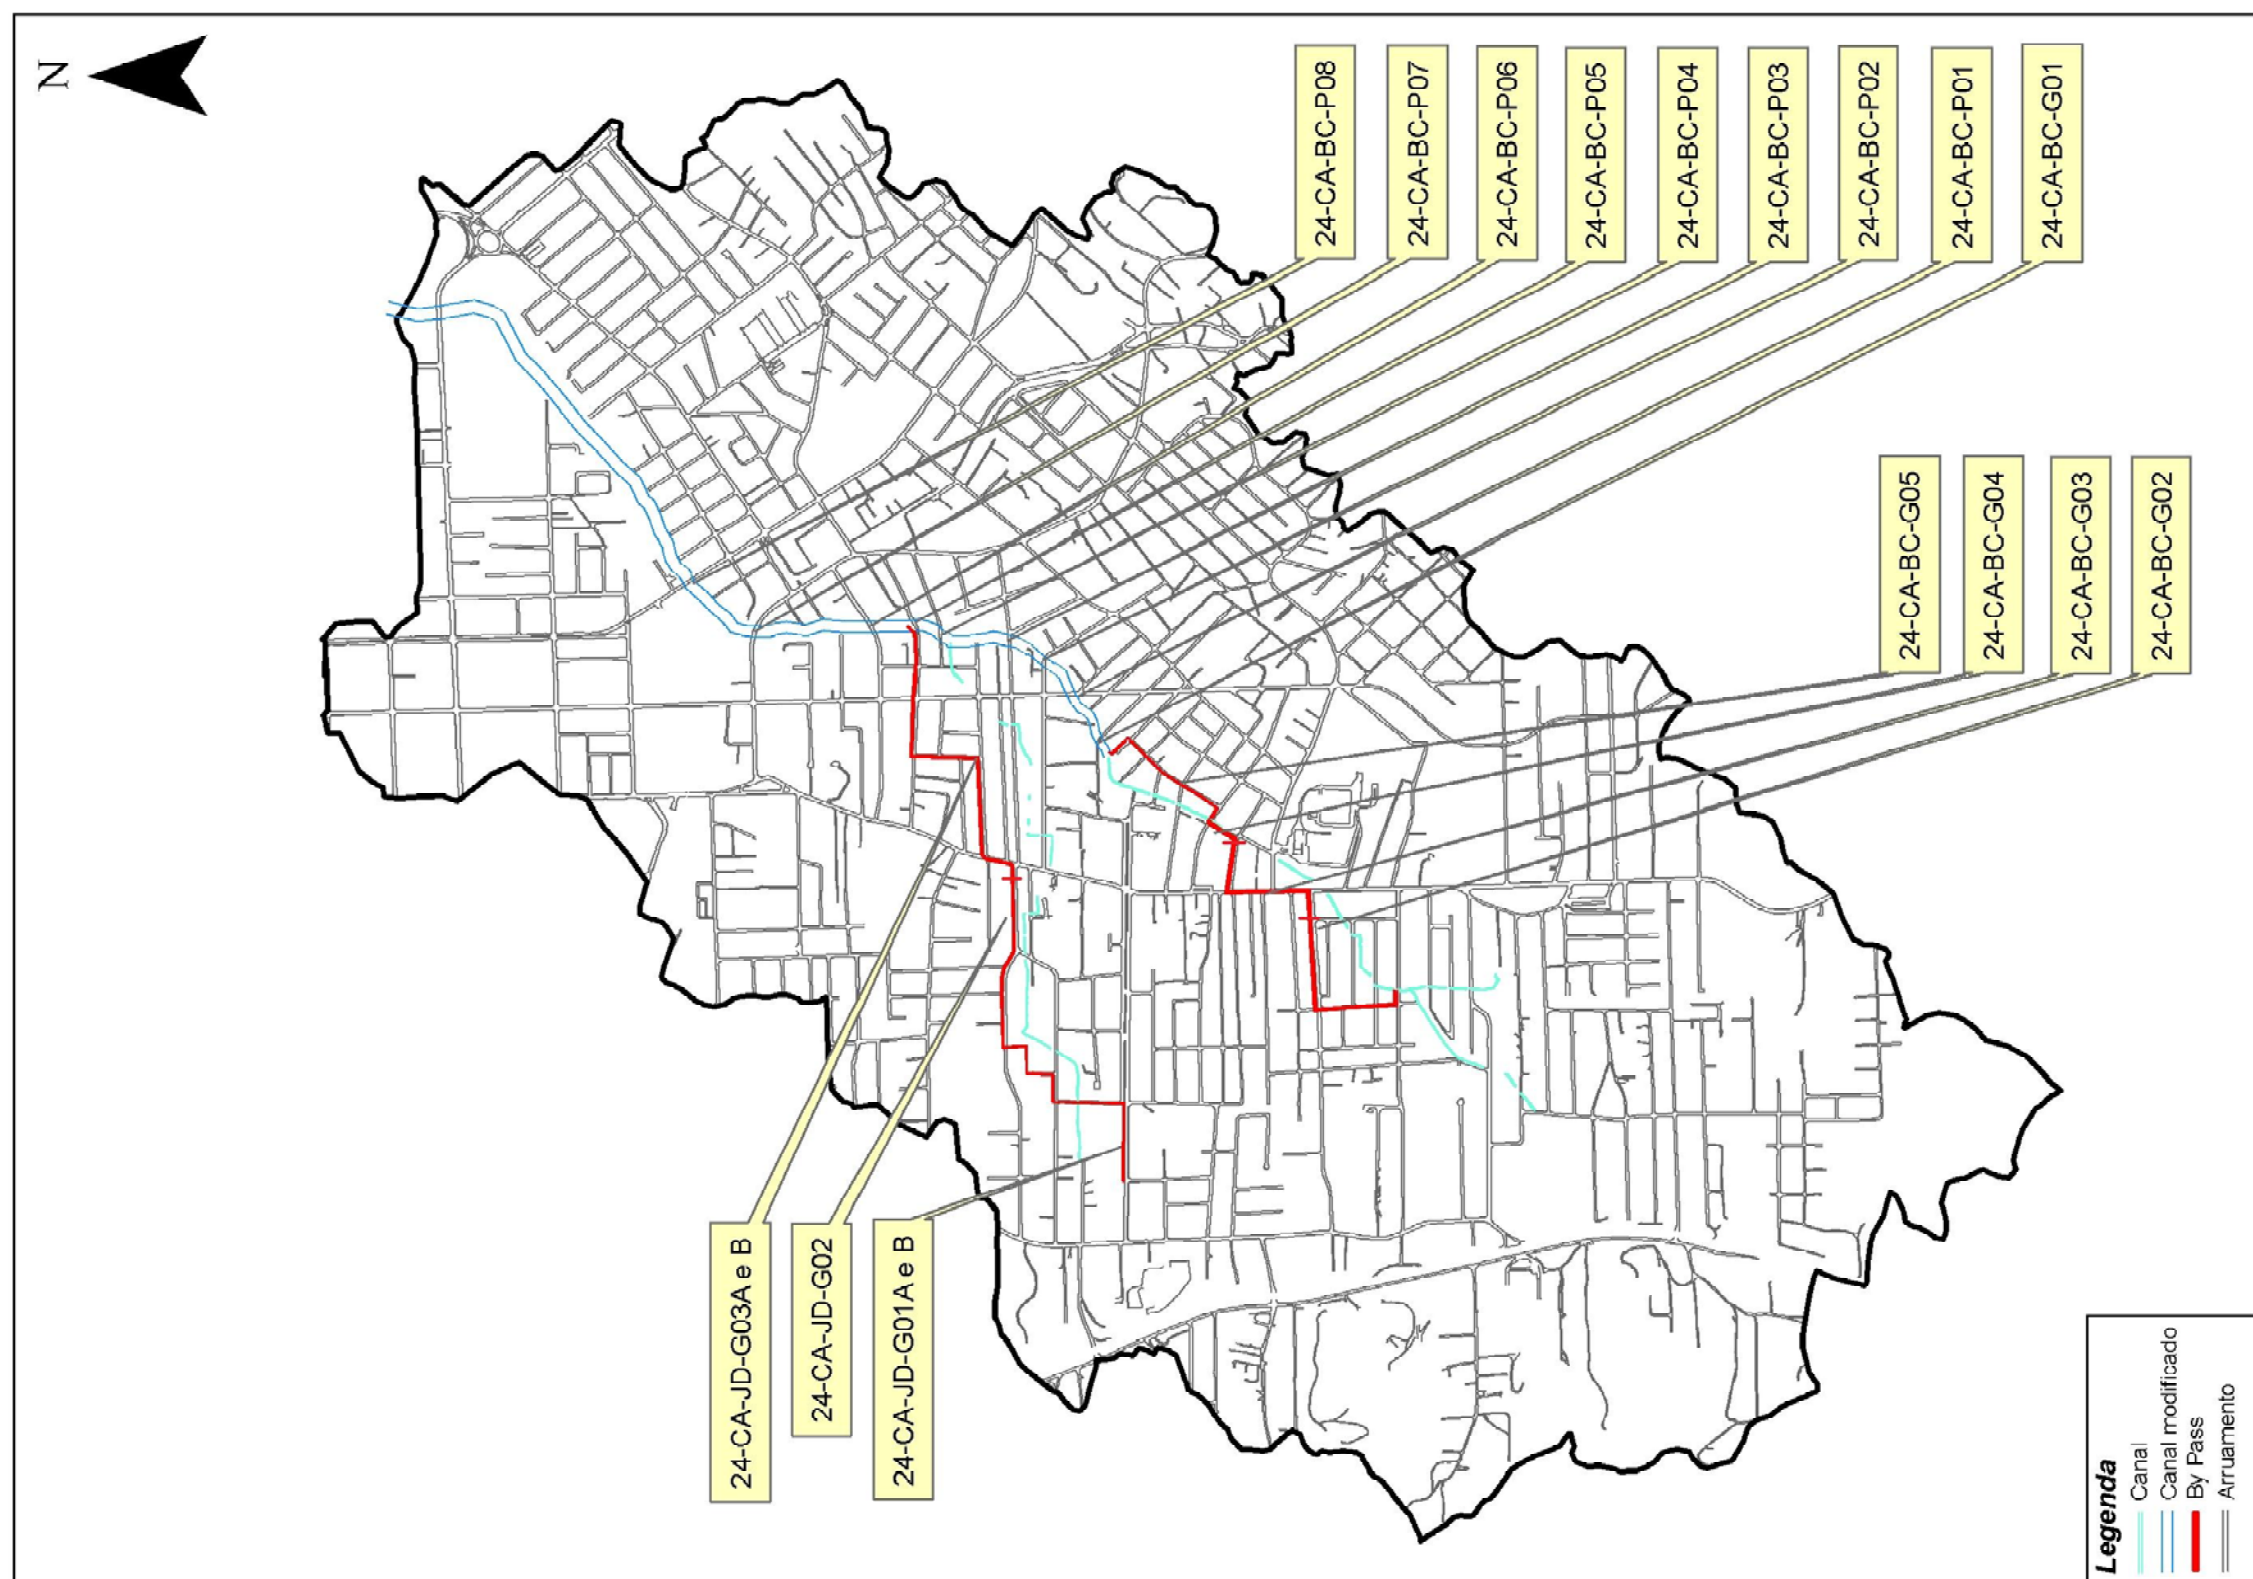 N
24-CA-BC-P08
24-CA-BC-P07
24-CA-BC-P06
24-CA-BC-P05
24-CA-BC-P04
24-CA-BC-P03
24-CA-BC-P02
24-CA-BC-P01
24-CA-BC-G01
24-CA-BC-G05
24-CA-BC-G04
24-CA-BC-G03
24-CA-BC-G02
24-CA-JD-G03A e B
24-CA-JD-G02
24-CA-JD-G01A e B
Legenda
Canal
Canal modificado
By Pass
Arruamento